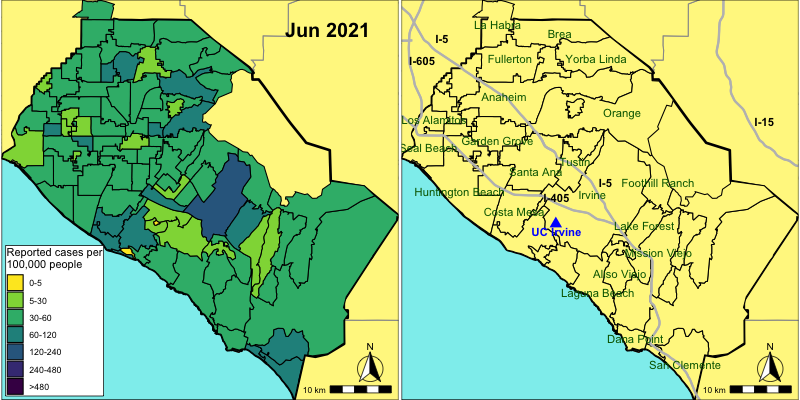 Jun 2021
Reported cases per
100,000 people
0-5
5-30
30-60
60-120
120-240
240-480
>480
N
10 km
La Habra
Brea
I-5
I-605
Fullerton
Yorba Linda
Anaheim
Orange
I-15
Los Alamitos
Garden Grove
Seal Beach
Tustin
Santa Ana
I-5
Foothill Ranch
Huntington Beach
I-405
Irvine
Costa Mesa
UC Irvine
Lake Forest
Mission Viejo
Aliso Viejo
Laguna Beach
Dana Point
San Clemente
N
10 km